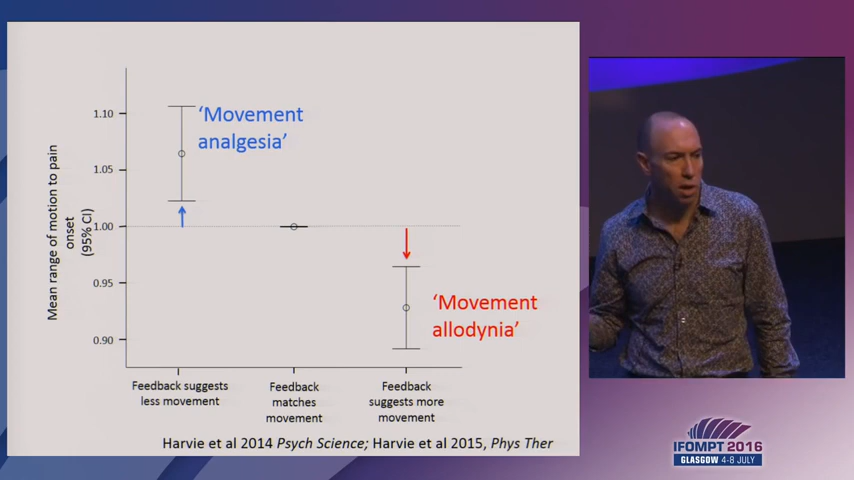 1.10
1.05
1.00
0.95
0.90
Mean range of motion to pain
onset
(95% CI)
'Movement
analgesia'
'Movement
allodynia'
Feedback suggests
less movement
Feedback
matches
movement
Feedback
suggests more
movement
Harvie et al 2014 Psych Science; Harvie et al 2015, Phys Ther
IFOMPT 2016
GLASGOW 4-8 JULY